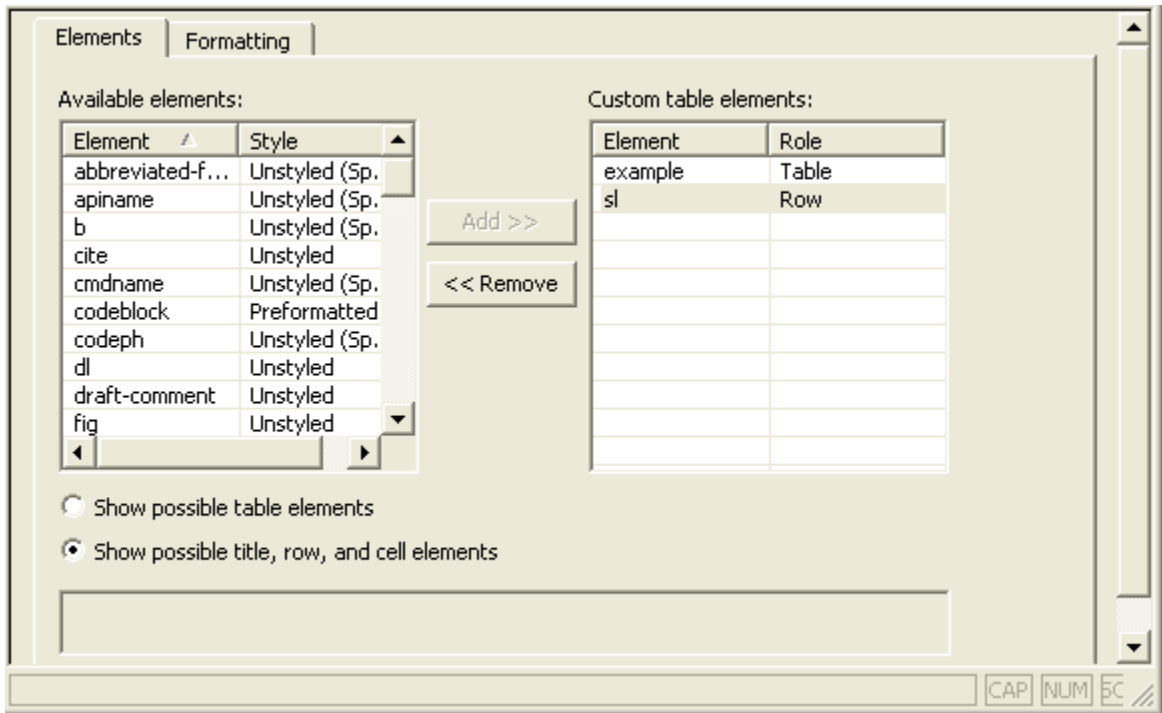 Elements Formatting
Available elements: Custom table elements:
Element Style Element Role
abbreviated-f... Unstyled (Sp. example Table
apiname Unstyled (Sp. sl Row
b Unstyled (Sp. Add >>
cite Unstyled
cmdname Unstyled (Sp. << Remove
codeblock Preformatted
codeph Unstyled (Sp.
dl Unstyled
draft-comment Unstyled
fig Unstyled
Show possible table elements
Show possible title, row, and cell elements
CAP NUM